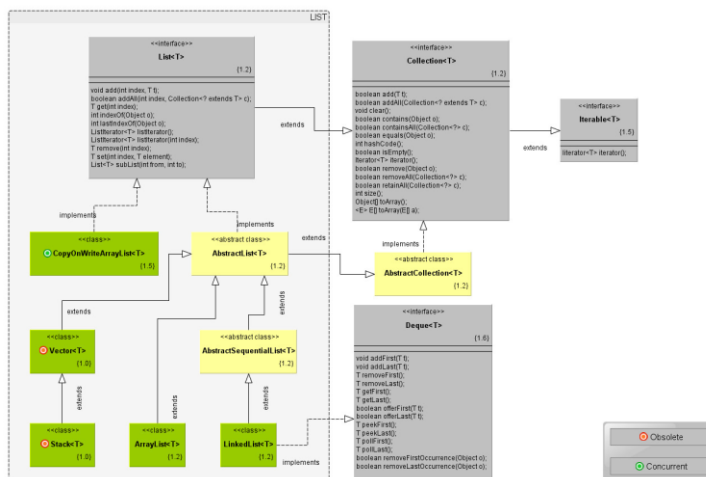 LIST
<<interface>>
List<T>
{1.2}
void add(int index, T t);
boolean addAll(int index, Collection<? extends T> c);
T get(int index);
int indexOf(Object o);
int lastIndexOf(Object o);
ListIterator<T> listIterator();
ListIterator<T> listIterator(int index);
T remove(int index);
T set(int index, T element);
List<T> subList(int from, int to);
extends
<<interface>>
Collection<T>
{1.2}
boolean add(T t);
boolean addAll(Collection<? extends T> c);
void clear();
boolean contains(Object o);
boolean containsAll(Collection<?> c);
boolean equals(Object o);
int hashCode();
boolean isEmpty();
Iterator<T> iterator();
boolean remove(Object o);
boolean removeAll(Collection<?> c);
boolean retainAll(Collection<?> c);
int size();
Object[] toArray();
<E> E[] toArray(E[] a);
extends
<<interface>>
Iterable<T>
{1.5}
Iterator<T> iterator();
implements
implements
implements
<<class>>
CopyOnWriteArrayList<T>
{1.5}
<<abstract class>>
AbstractList<T>
{1.2}
extends
<<abstract class>>
AbstractCollection<T>
{1.2}
extends
extends
extends
<<class>>
Vector<T>
{1.0}
<<abstract class>>
AbstractSequentialList<T>
{1.2}
<<interface>>
Deque<T>
{1.6}
void addFirst(T t);
void addLast(T t);
T removeFirst();
T removeLast();
T getFirst();
T getLast();
boolean offerFirst(T t);
boolean offerLast(T t);
T peekFirst();
T peekLast();
T pollFirst();
T pollLast();
boolean removeFirstOccurrence(Object o);
boolean removeLastOccurrence(Object o);
extends
extends
<<class>>
Stack<T>
{1.0}
<<class>>
ArrayList<T>
{1.2}
<<class>>
LinkedList<T>
{1.2}
implements
Obsolete
Concurrent